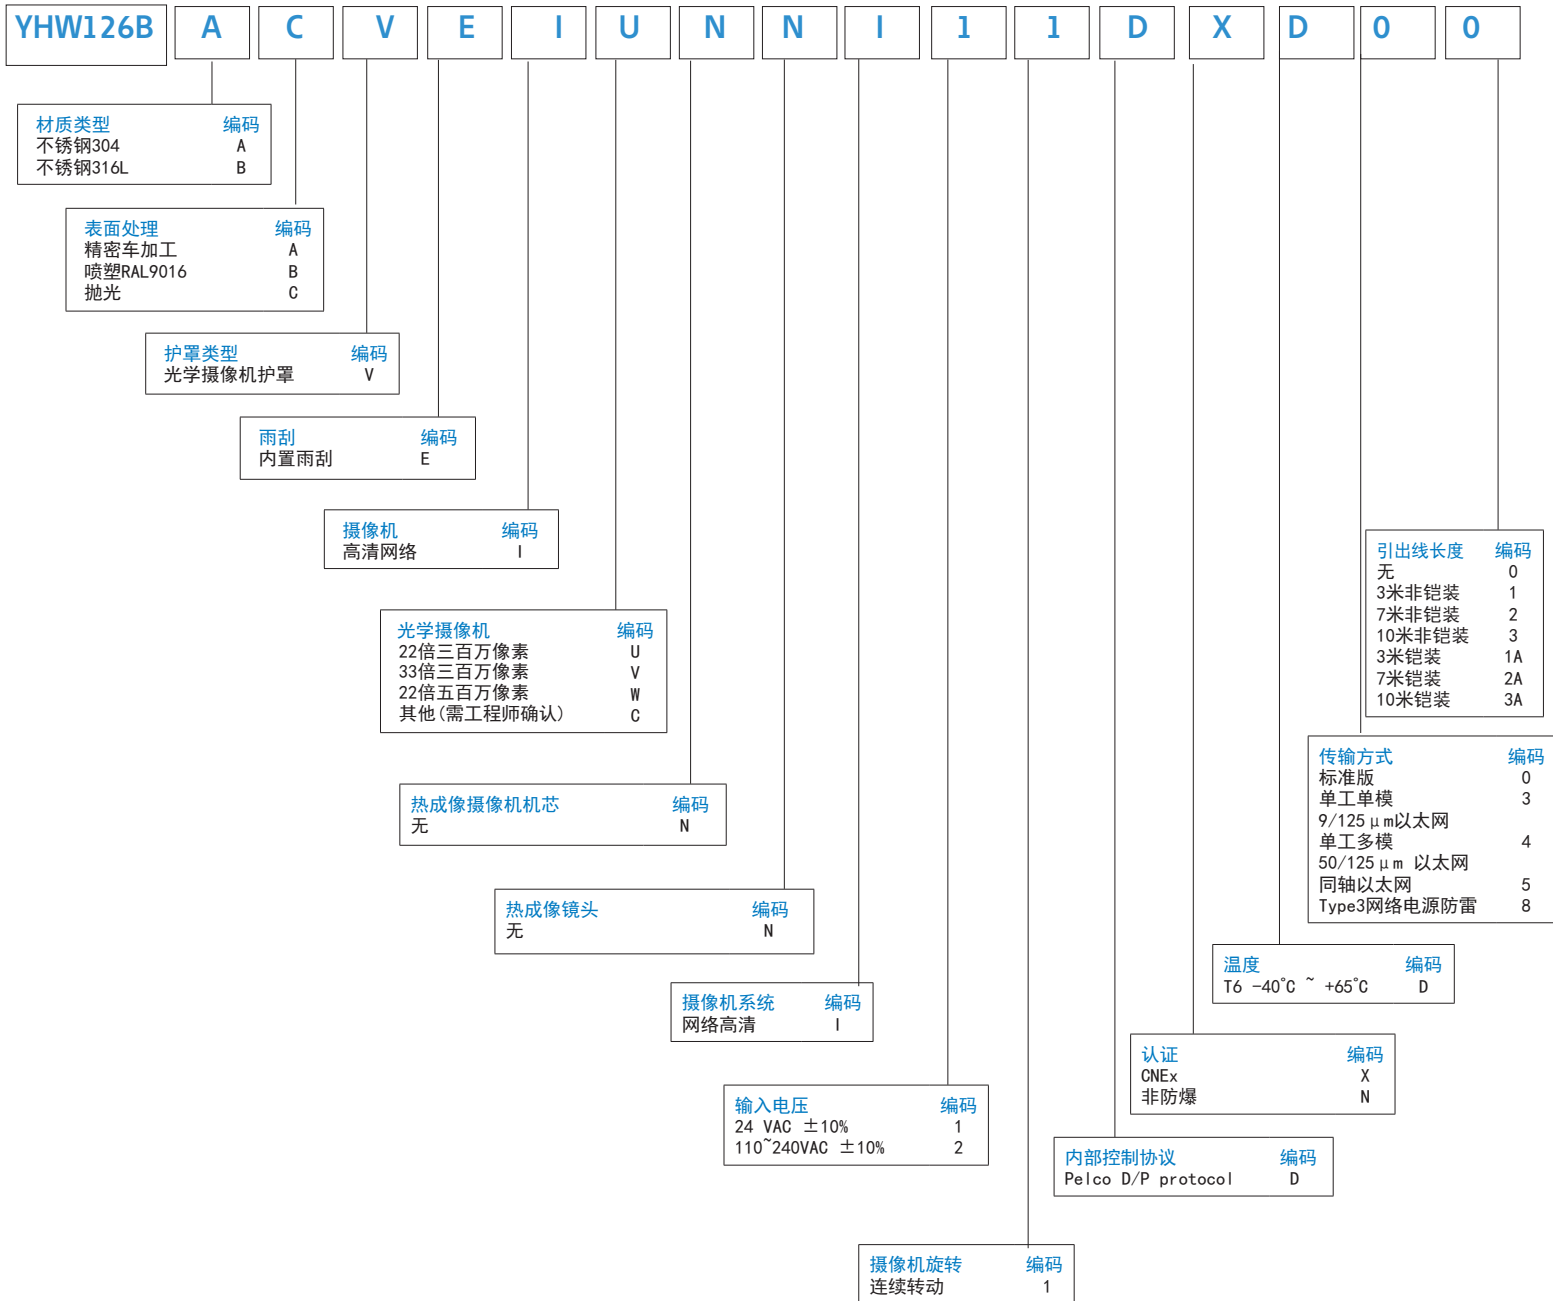 YHW126B A C V E I U N N I 1 1 D X D 0 0
材质类型 编码
不锈钢304 A
不锈钢316L B
表面处理 编码
精密车加工 A
喷塑RAL9016 B
抛光 C
护罩类型 编码
光学摄像机护罩 V
雨刮 编码
内置雨刮 E
摄像机 编码
高清网络 I
光学摄像机 编码
22倍三百万像素 U
33倍三百万像素 V
22倍五百万像素 W
其他(需工程师确认) C
热成像摄像机机芯 编码
无 N
热成像镜头 编码
无 N
摄像机系统 编码
网络高清 I
输入电压 编码
24 VAC ±10% 1
110~240VAC ±10% 2
摄像机旋转 编码
连续转动 1
内部控制协议 编码
Pelco D/P protocol D
认证 编码
CNEx X
非防爆 N
温度 编码
T6 -40℃ ~ +65℃ D
传输方式 编码
标准版 0
单工单模 3
9/125μm以太网
单工多模 4
50/125μm 以太网
同轴以太网 5
Type3网络电源防雷 8
引出线长度 编码
无 0
3米非铠装 1
7米非铠装 2
10米非铠装 3
3米铠装 1A
7米铠装 2A
10米铠装 3A